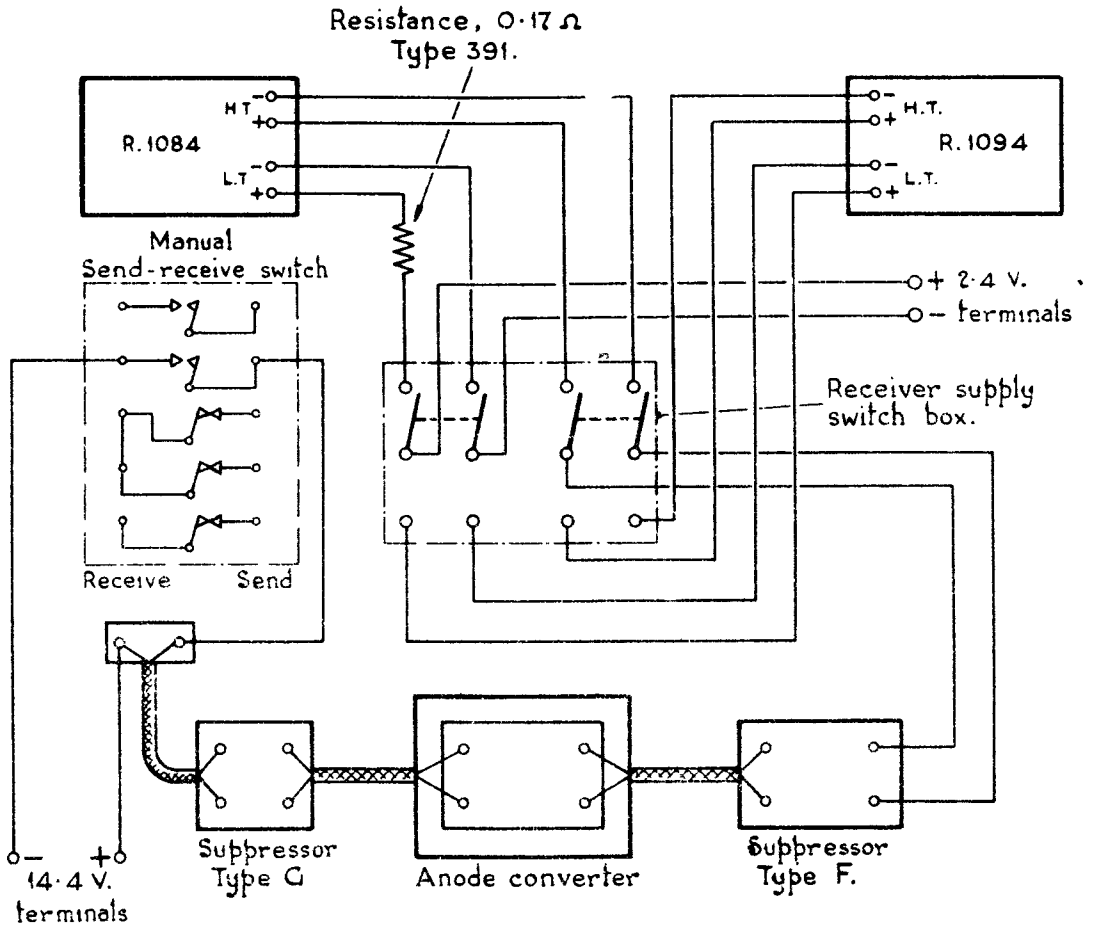 Resistance, 0·17 Ω
Type 391.
R.1084
H T
-
+
L.T
-
+
R.1094
-
H.T.
+
-
L.T.
+
Manual
Send-receive switch
Receive Send
+ 2·4 V.
- terminals
Receiver supply
switch box.
- +
14·4 V.
terminals
Suppressor
Type G
Anode converter
Suppressor
Type F.